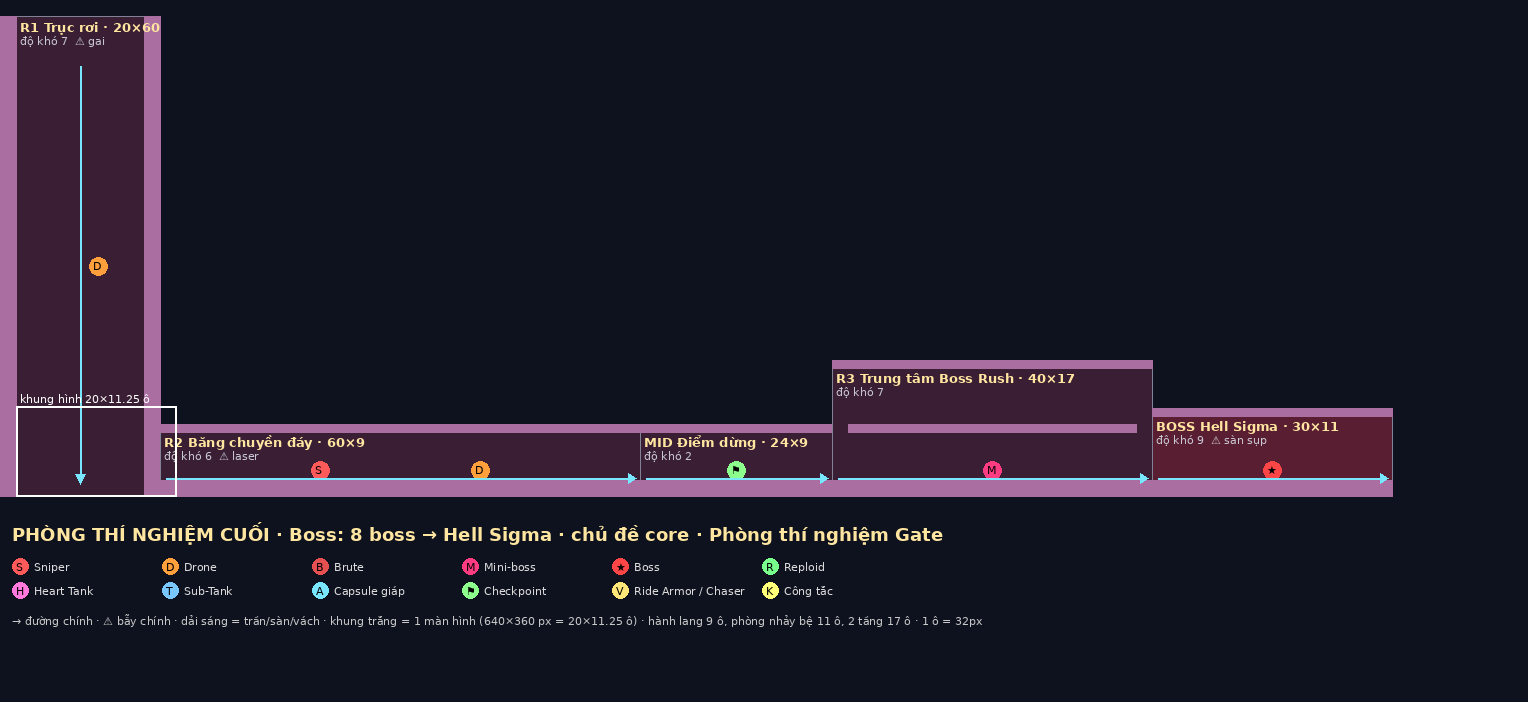 R1 Trục rơi · 20×60
độ khó 7 ⚠ gai
D
khung hình 20×11.25 ô
R2 Băng chuyền đáy · 60×9
độ khó 6 ⚠ laser
S
D
MID Điểm dừng · 24×9
độ khó 2
⚑
R3 Trung tâm Boss Rush · 40×17
độ khó 7
M
BOSS Hell Sigma · 30×11
độ khó 9 ⚠ sàn sụp
★
PHÒNG THÍ NGHIỆM CUỐI · Boss: 8 boss → Hell Sigma · chủ đề core · Phòng thí nghiệm Gate
S Sniper D Drone B Brute M Mini-boss ★ Boss R Reploid
H Heart Tank T Sub-Tank A Capsule giáp ⚑ Checkpoint V Ride Armor / Chaser K Công tắc
→ đường chính · ⚠ bẫy chính · dải sáng = trần/sàn/vách · khung trắng = 1 màn hình (640×360 px = 20×11.25 ô) · hành lang 9 ô, phòng nhảy bệ 11 ô, 2 tầng 17 ô · 1 ô = 32px